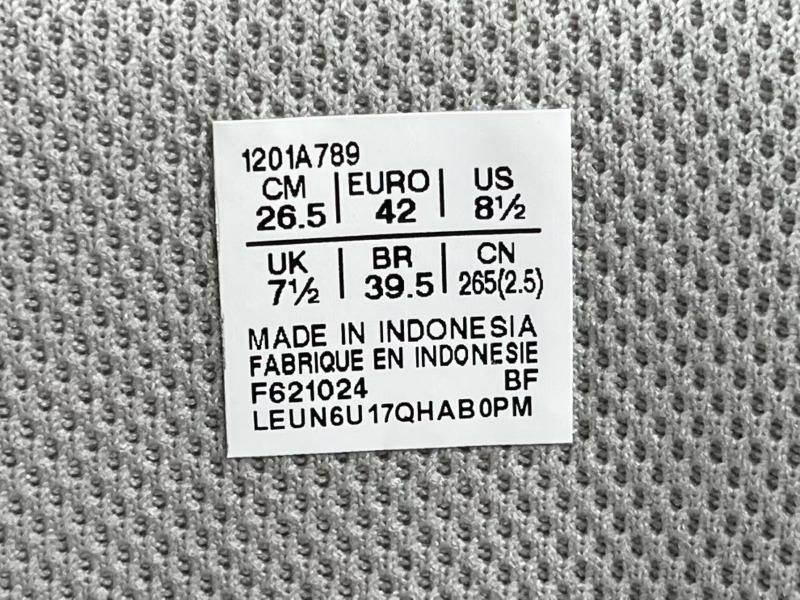 1201A789
CM | EURO | US
26.5 | 42 | 8½
UK | BR | CN
7½ | 39.5 | 265(2.5)
MADE IN INDONESIA
FABRIQUE EN INDONESIE
F621024 BF
LEUN6U17QHAB0PM